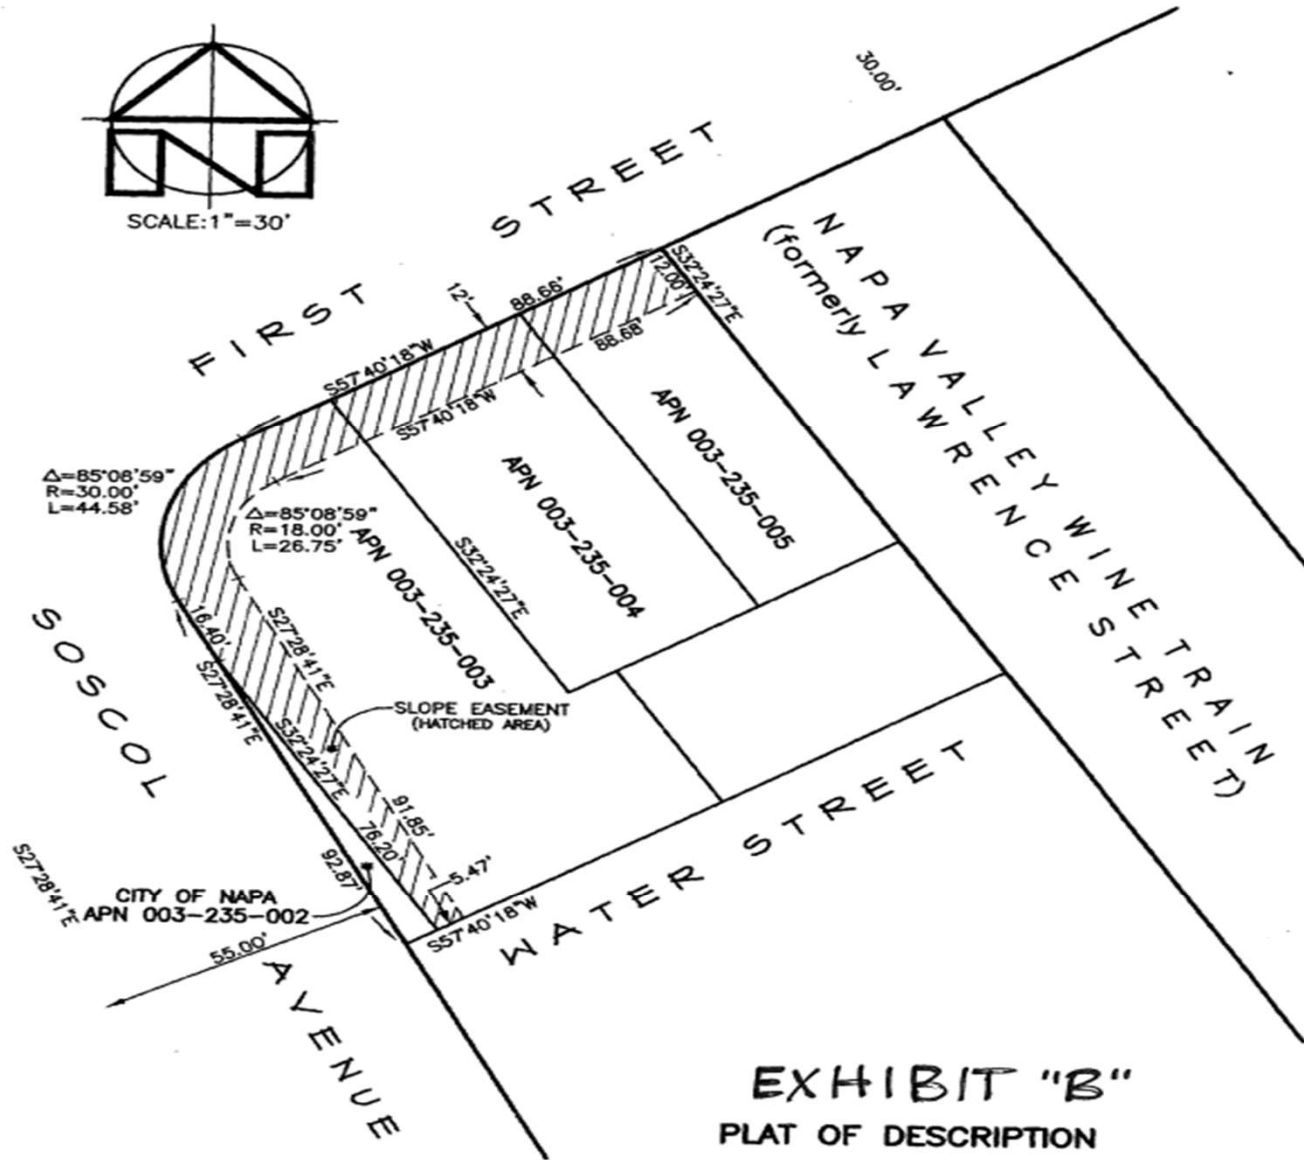 N
SCALE:1"=30'
30.00'
FIRST STREET
12'
88.66'
S57°40'18"W
12.00'
S32°24'27"E
88.68'
S57°40'18"W
NAPA VALLEY WINE TRAIN
(formerly LAWRENCE STREET)
Δ=85°08'59"
R=30.00'
L=44.58'
Δ=85°08'59"
R=18.00'
L=26.75'
APN 003-235-003
APN 003-235-004
APN 003-235-005
S32°24'27"E
16.40'
S27°28'41"E
S27°28'41"E
SLOPE EASEMENT
(HATCHED AREA)
S32°24'27"E
91.85'
76.20'
92.87'
5.47'
S57°40'18"W
SOSCOL AVENUE
WATER STREET
S27°28'41"E
CITY OF NAPA
APN 003-235-002
55.00'
EXHIBIT "B"
PLAT OF DESCRIPTION